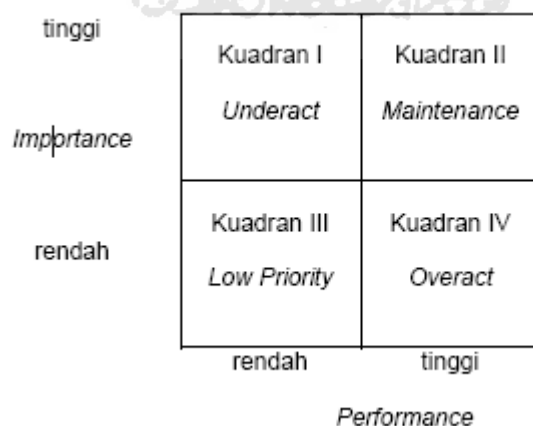 tinggi
Kuadran I
Kuadran II
Underact
Maintenance
Importance
rendah
Kuadran III
Kuadran IV
Low Priority
Overact
rendah
tinggi
Performance